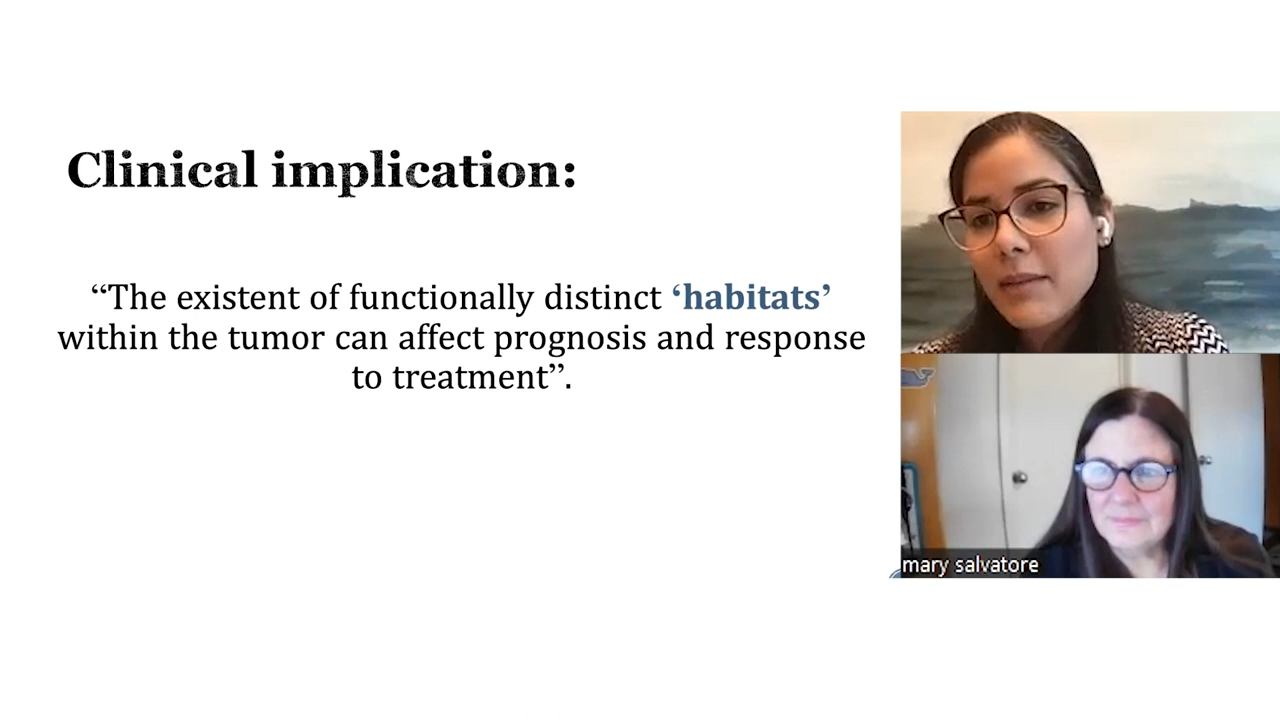 Clinical implication:
“The existent of functionally distinct ‘habitats’
within the tumor can affect prognosis and response
to treatment”.
mary salvatore